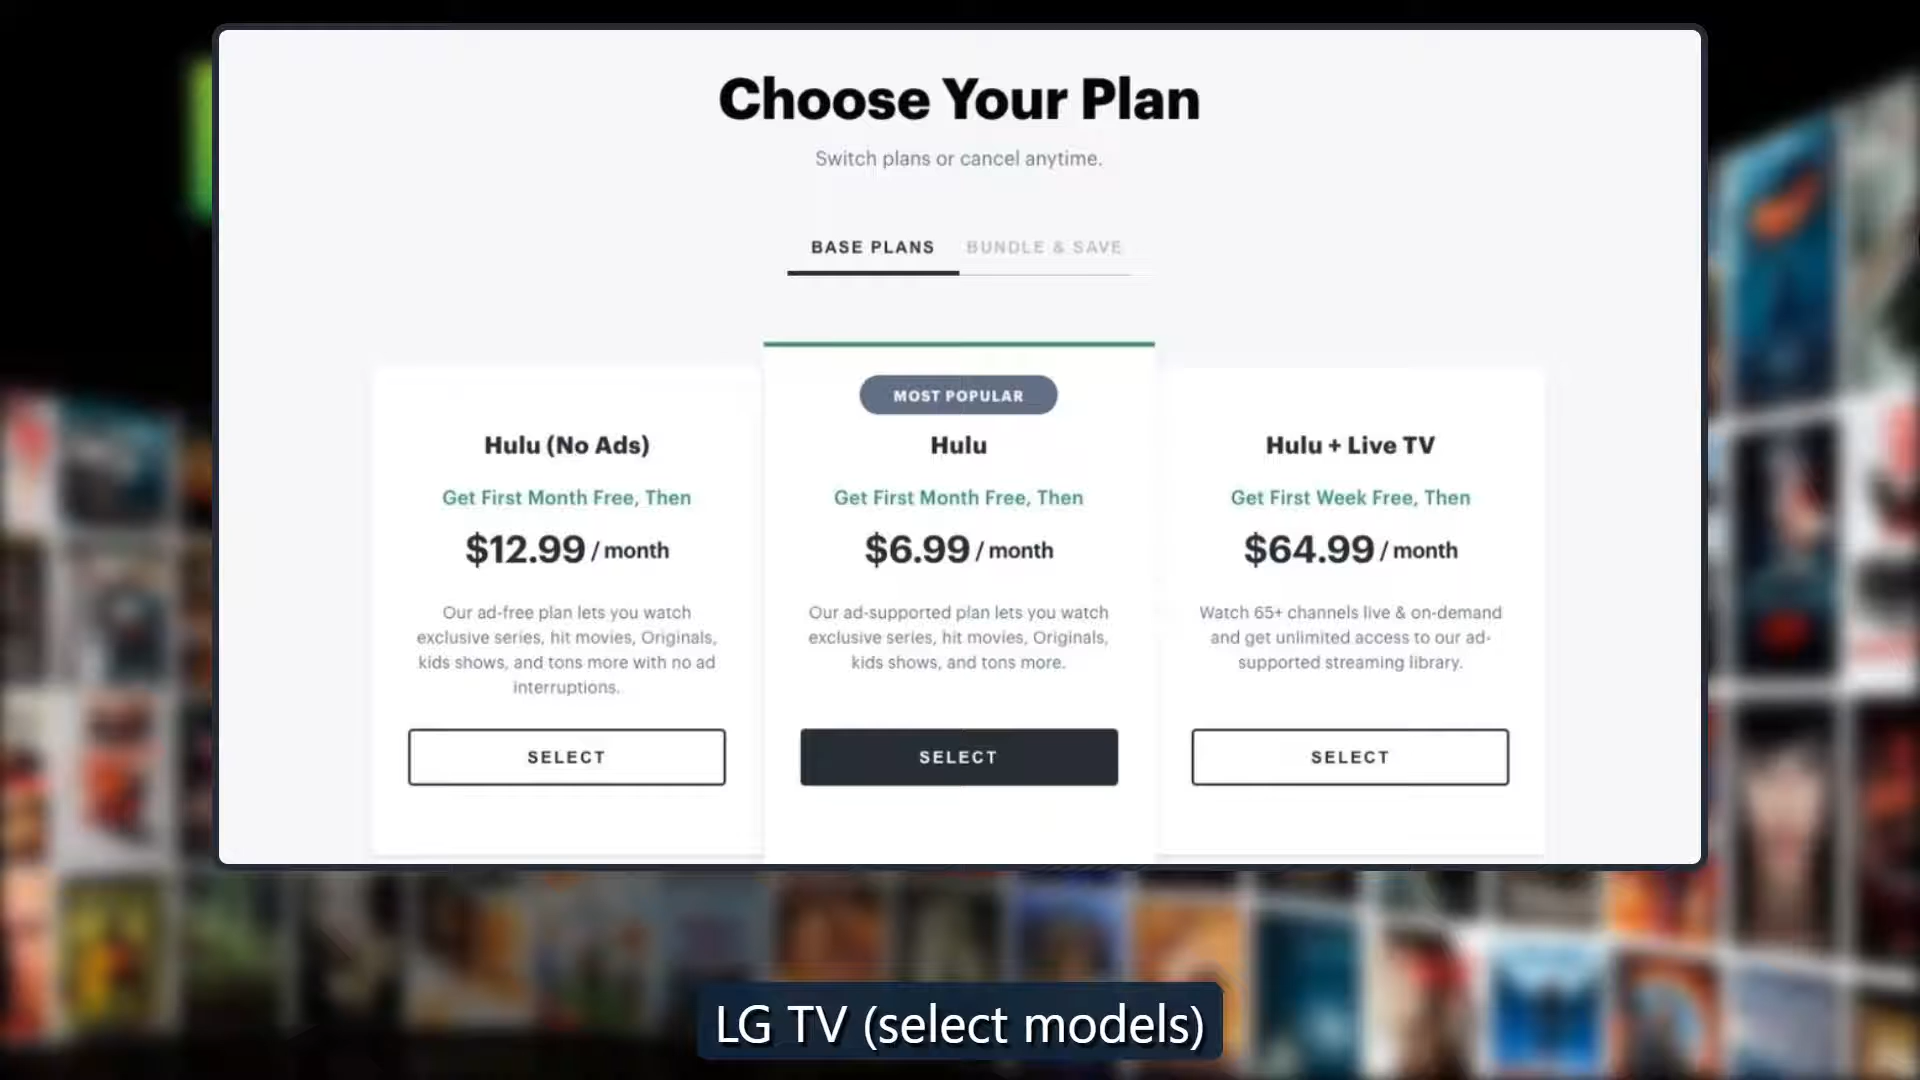 Choose Your Plan
Switch plans or cancel anytime.
BASE PLANS
BUNDLE & SAVE
Hulu (No Ads)
Get First Month Free, Then
$12.99 / month
Our ad-free plan lets you watch
exclusive series, hit movies, Originals,
kids shows, and tons more with no ad
interruptions.
SELECT
MOST POPULAR
Hulu
Get First Month Free, Then
$6.99 / month
Our ad-supported plan lets you watch
exclusive series, hit movies, Originals,
kids shows, and tons more.
SELECT
Hulu + Live TV
Get First Week Free, Then
$64.99 / month
Watch 65+ channels live & on-demand
and get unlimited access to our ad-
supported streaming library.
SELECT
LG TV (select models)